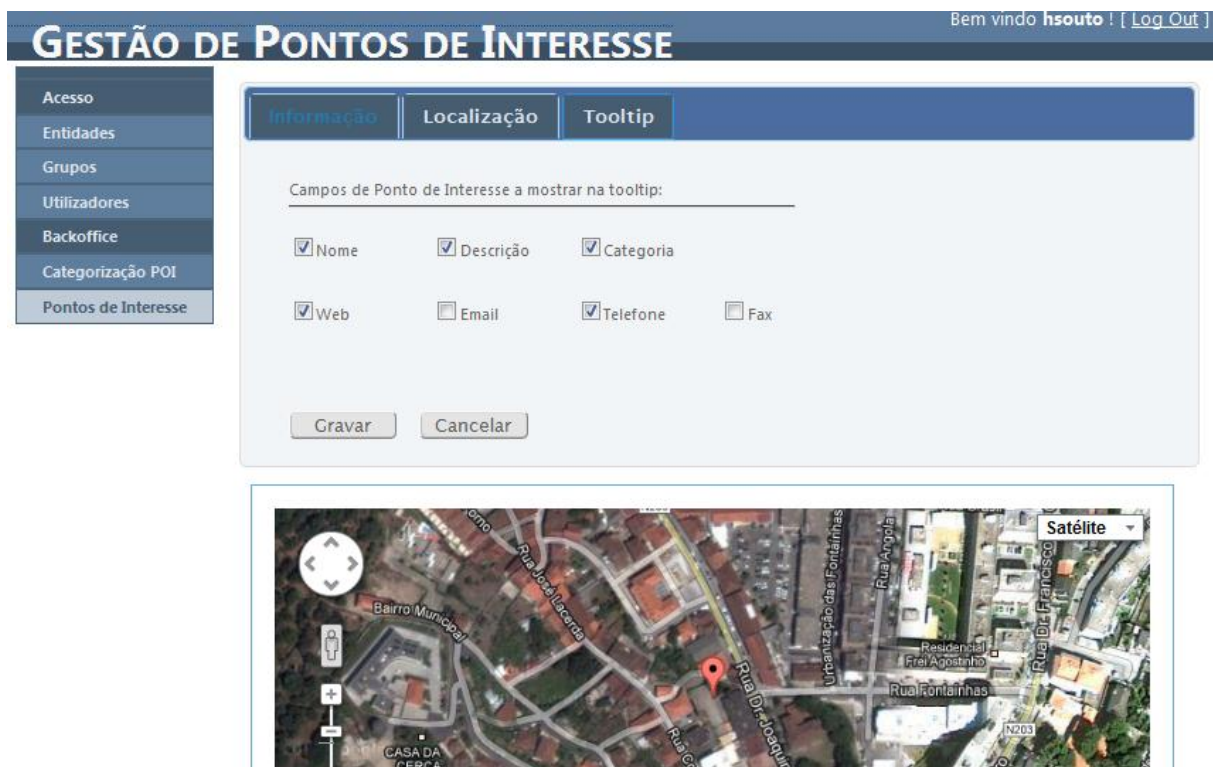 Bem vindo hsouto ! [ Log Out ]
GESTÃO DE PONTOS DE INTERESSE
Acesso
Entidades
Grupos
Utilizadores
Backoffice
Categorização POI
Pontos de Interesse
Informação
Localização
Tooltip
Campos de Ponto de Interesse a mostrar na tooltip:
Nome Descrição Categoria
Web Email Telefone Fax
Gravar Cancelar
Satélite
N203
Rua José Lacerda
Bairro Municipal
Urbanização das Fontainhas
Rua Angola
Rua Dr. Francisco
Residencial
Frei Agostinho
Rua Fontainhas
Rua Dr. Joaquim
N203
CASA DA
CERCA